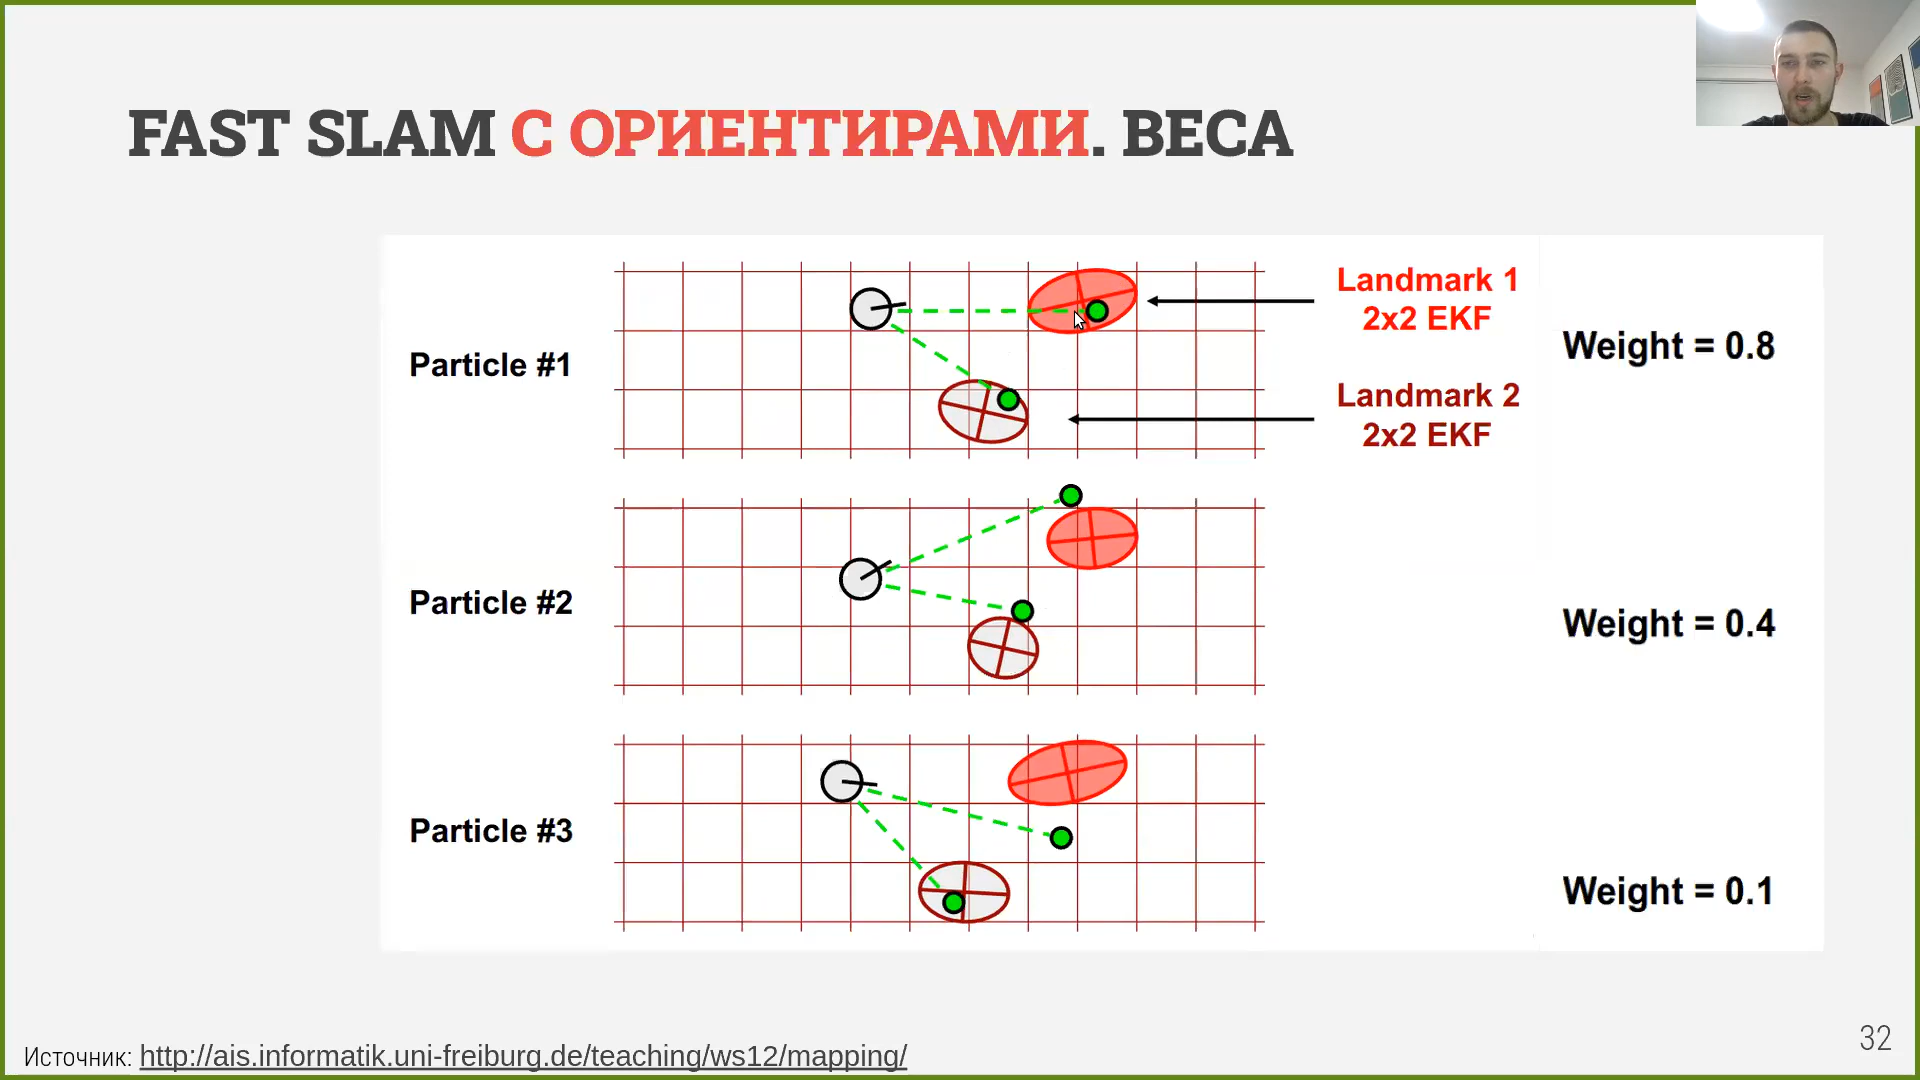 FAST SLAM С ОРИЕНТИРАМИ. ВЕСА
Landmark 1
2x2 EKF
Weight = 0.8
Particle #1
Landmark 2
2x2 EKF
Particle #2
Weight = 0.4
Particle #3
Weight = 0.1
32
Источник: http://ais.informatik.uni-freiburg.de/teaching/ws12/mapping/